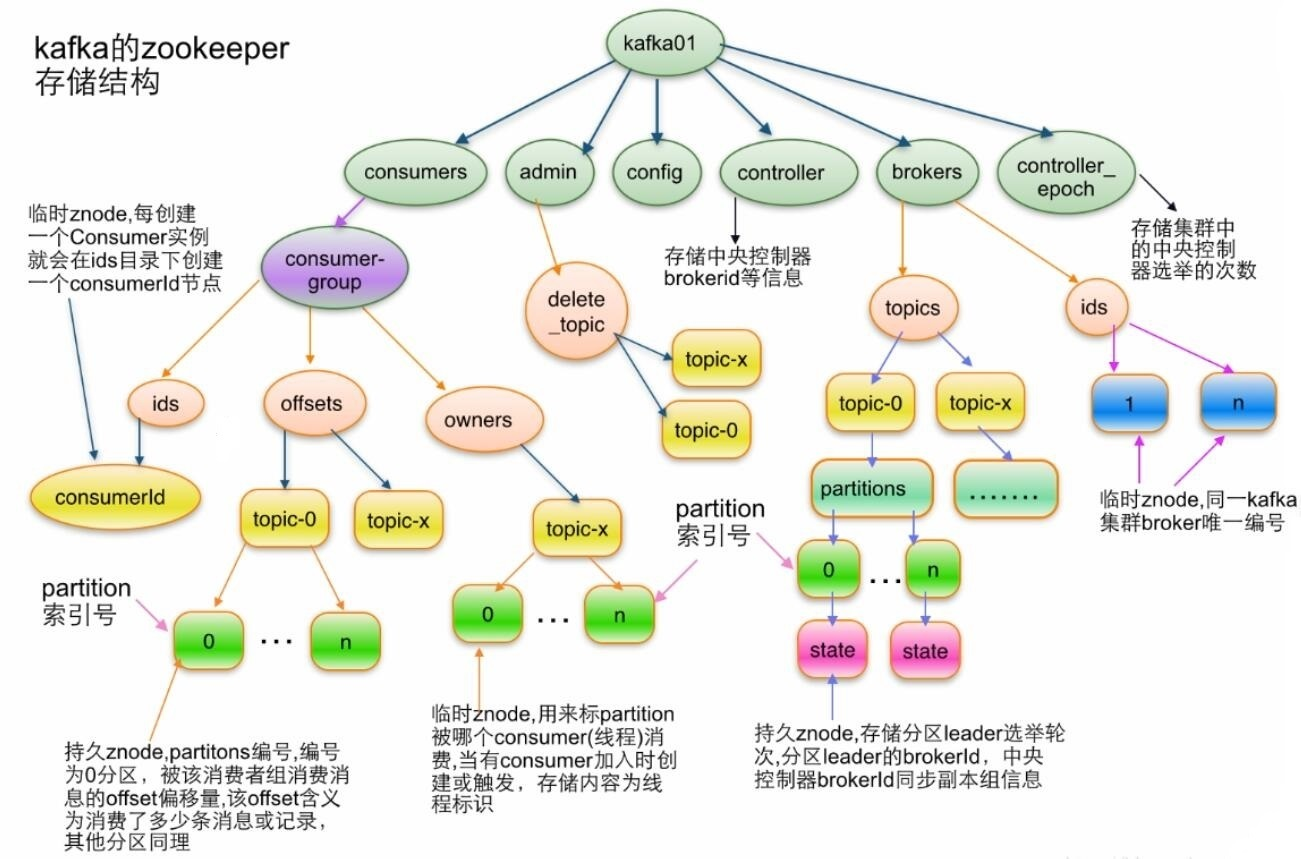 kafka的zookeeper
存储结构
kafka01
consumers
admin
config
controller
brokers
controller_
epoch
临时znode,每创建
一个Consumer实例
就会在ids目录下创建
一个consumerId节点
consumer-
group
存储中央控制器
brokerid等信息
存储集群中
的中央控制
器选举的次数
delete
_topic
topics
ids
topic-x
topic-0
ids
offsets
owners
topic-0
topic-x
1
n
consumerId
topic-0
topic-x
topic-x
partition
索引号
partitions
.......
临时znode,同一kafka
集群broker唯一编号
partition
索引号
0
...
n
0
...
n
0
...
n
state
state
持久znode,partitons编号,编号
为0分区，被该消费者组消费消
息的offset偏移量,该offset含义
为消费了多少条消息或记录，
其他分区同理
临时znode,用来标partition
被哪个consumer(线程)消
费,当有consumer加入时创
建或触发，存储内容为线
程标识
持久znode,存储分区leader选举轮
次,分区leader的brokerId，中央
控制器brokerId同步副本组信息